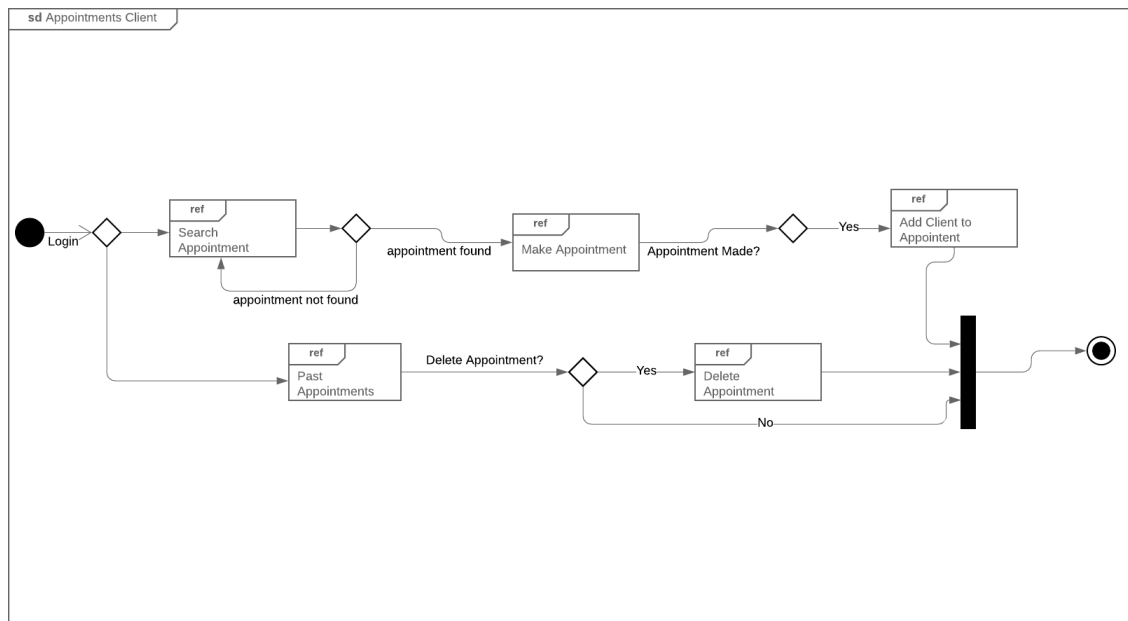 sd Appointments Client
ref
Search
Appointment
Login
appointment found
appointment not found
ref
Make Appointment
Appointment Made?
Yes
ref
Add Client to
Appointent
ref
Past
Appointments
Delete Appointment?
Yes
ref
Delete
Appointment
No